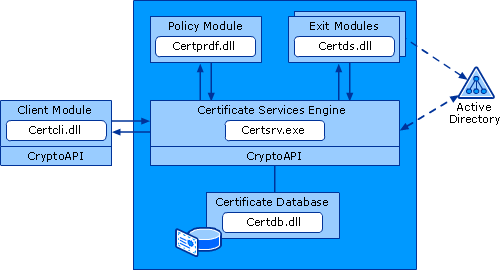 Policy Module
Certprdf.dll
Exit Modules
Certds.dll
Client Module
Certcli.dll
CryptoAPI
Certificate Services Engine
Certsrv.exe
CryptoAPI
Active
Directory
Certificate Database
Certdb.dll